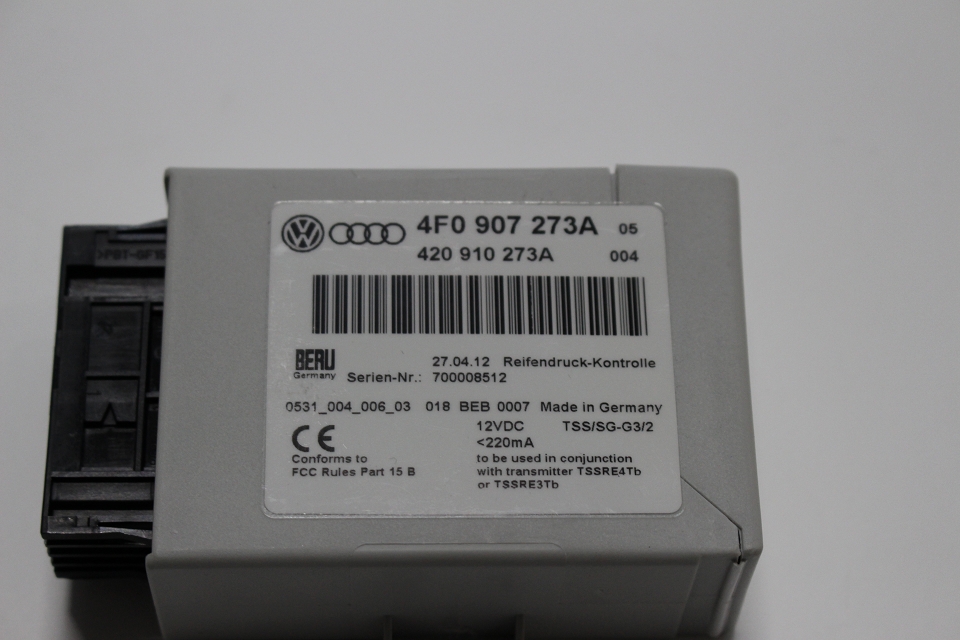 4F0 907 273A 05
420 910 273A 004
BERU
Germany
27.04.12 Reifendruck-Kontrolle
Serien-Nr.: 700008512
0531_004_006_03 018 BEB 0007 Made in Germany
CE
12VDC TSS/SG-G3/2
<220mA
Conforms to
FCC Rules Part 15 B
to be used in conjunction
with transmitter TSSRE4Tb
or TSSRE3Tb